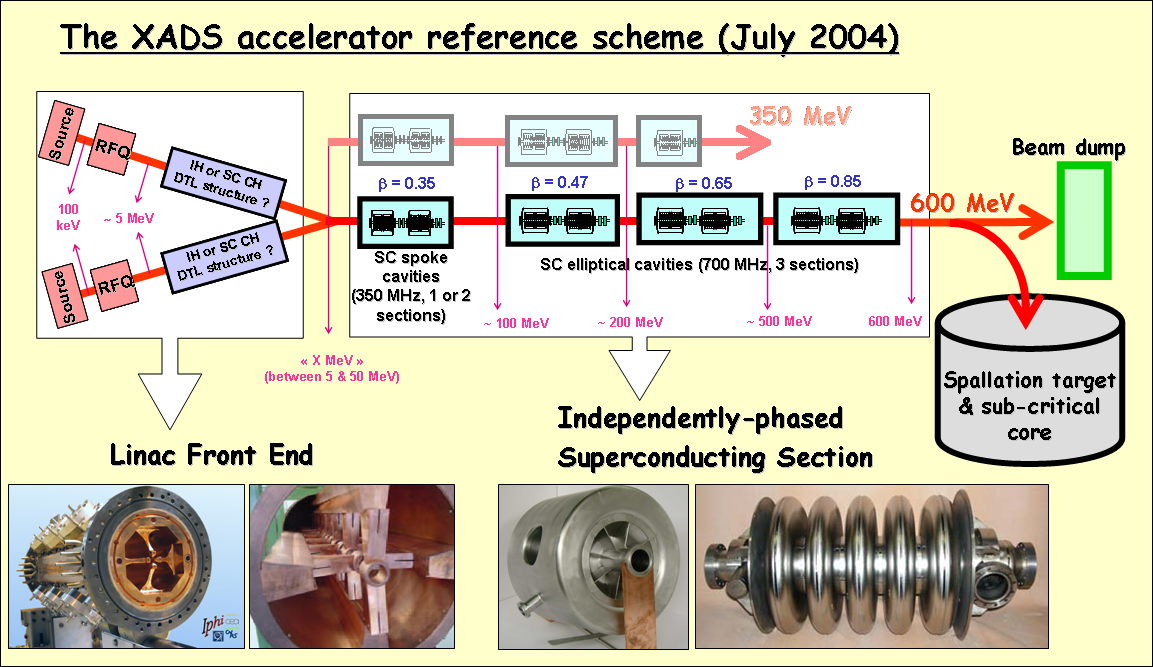 The XADS accelerator reference scheme (July 2004)
Source
RFQ
IH or SC CH
DTL structure ?
100
keV
~ 5 MeV
IH or SC CH
DTL structure ?
Source
RFQ
350 MeV
β = 0.35
β = 0.47
β = 0.65
β = 0.85
600 MeV
Beam dump
SC spoke
cavities
(350 MHz, 1 or 2
sections)
SC elliptical cavities (700 MHz, 3 sections)
~ 100 MeV
~ 200 MeV
~ 500 MeV
600 MeV
« X MeV »
(between 5 & 50 MeV)
Spallation target
& sub-critical
core
Linac Front End
Independently-phased
Superconducting Section
Iphi